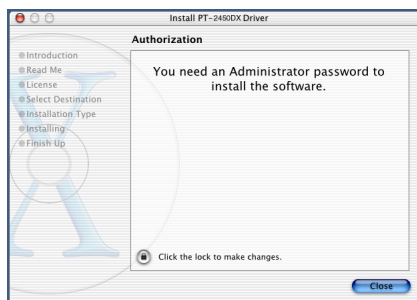 Install PT-2450DX Driver
Authorization
Introduction
Read Me
License
Select Destination
Installation Type
Installing
Finish Up
You need an Administrator password to
install the software.
Click the lock to make changes.
Close